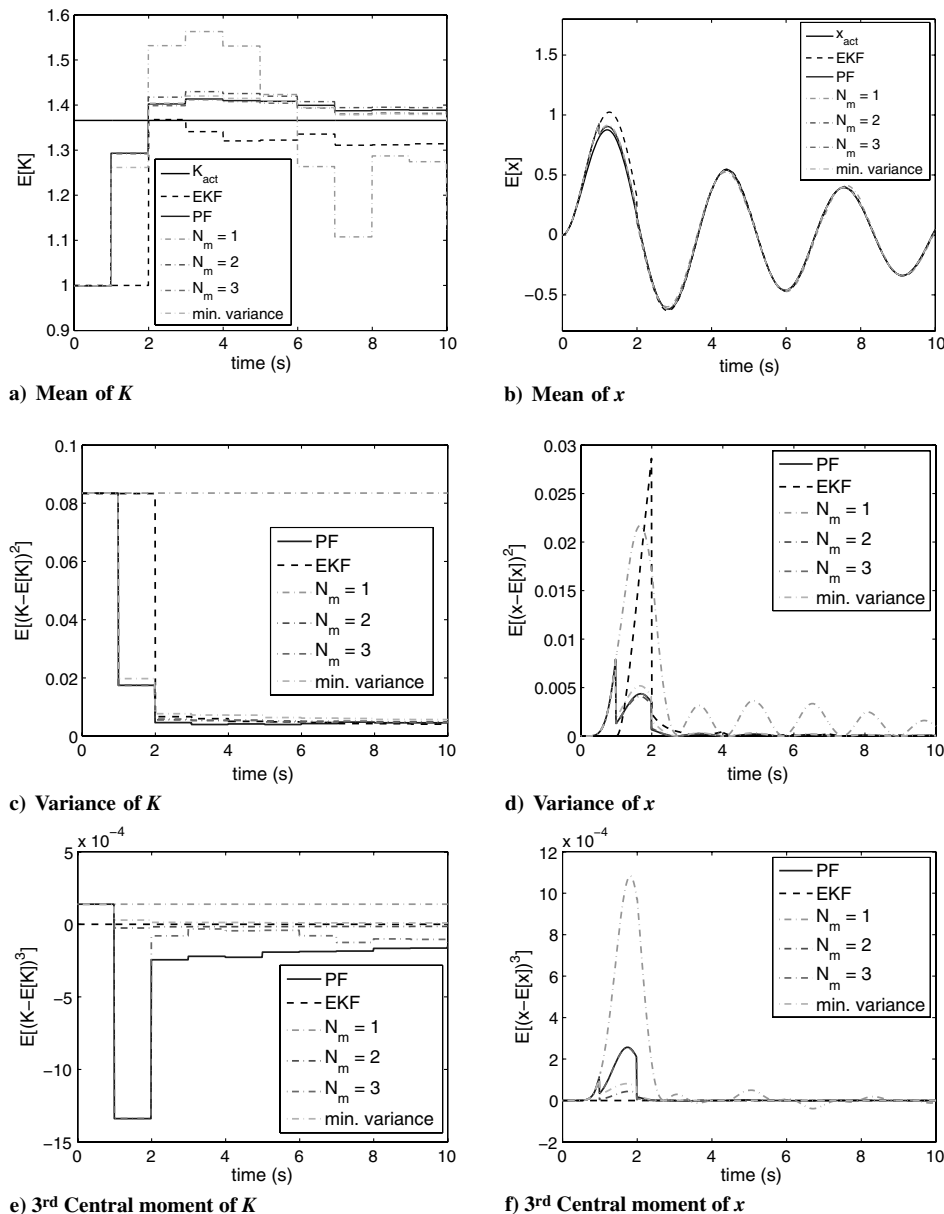 1.6
1.5
1.4
1.3
1.2
1.1
1
0.9
E[K]
K_act
EKF
PF
N_m = 1
N_m = 2
N_m = 3
min. variance
0 2 4 6 8 10
time (s)
a) Mean of K
1.5
1
0.5
0
−0.5
E[x]
x_act
EKF
PF
N_m = 1
N_m = 2
N_m = 3
min. variance
0 2 4 6 8 10
time (s)
b) Mean of x
0.1
0.08
0.06
0.04
0.02
0
E[(K−E[K])²]
PF
EKF
N_m = 1
N_m = 2
N_m = 3
min. variance
0 2 4 6 8 10
time (s)
c) Variance of K
0.03
0.025
0.02
0.015
0.01
0.005
0
E[(x−E[x])²]
PF
EKF
N_m = 1
N_m = 2
N_m = 3
min. variance
0 2 4 6 8 10
time (s)
d) Variance of x
x 10⁻⁴
5
0
−5
−10
−15
E[(K−E[K])³]
PF
EKF
N_m = 1
N_m = 2
N_m = 3
min. variance
0 2 4 6 8 10
time (s)
e) 3rd Central moment of K
x 10⁻⁴
12
10
8
6
4
2
0
−2
E[(x−E[x])³]
PF
EKF
N_m = 1
N_m = 2
N_m = 3
min. variance
0 2 4 6 8 10
time (s)
f) 3rd Central moment of x